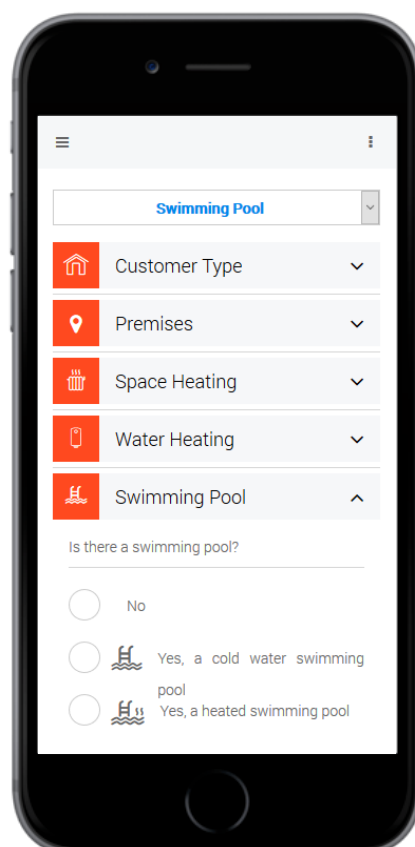 Swimming Pool
Customer Type
Premises
Space Heating
Water Heating
Swimming Pool
Is there a swimming pool?
No
Yes, a cold water swimming
pool
Yes, a heated swimming pool